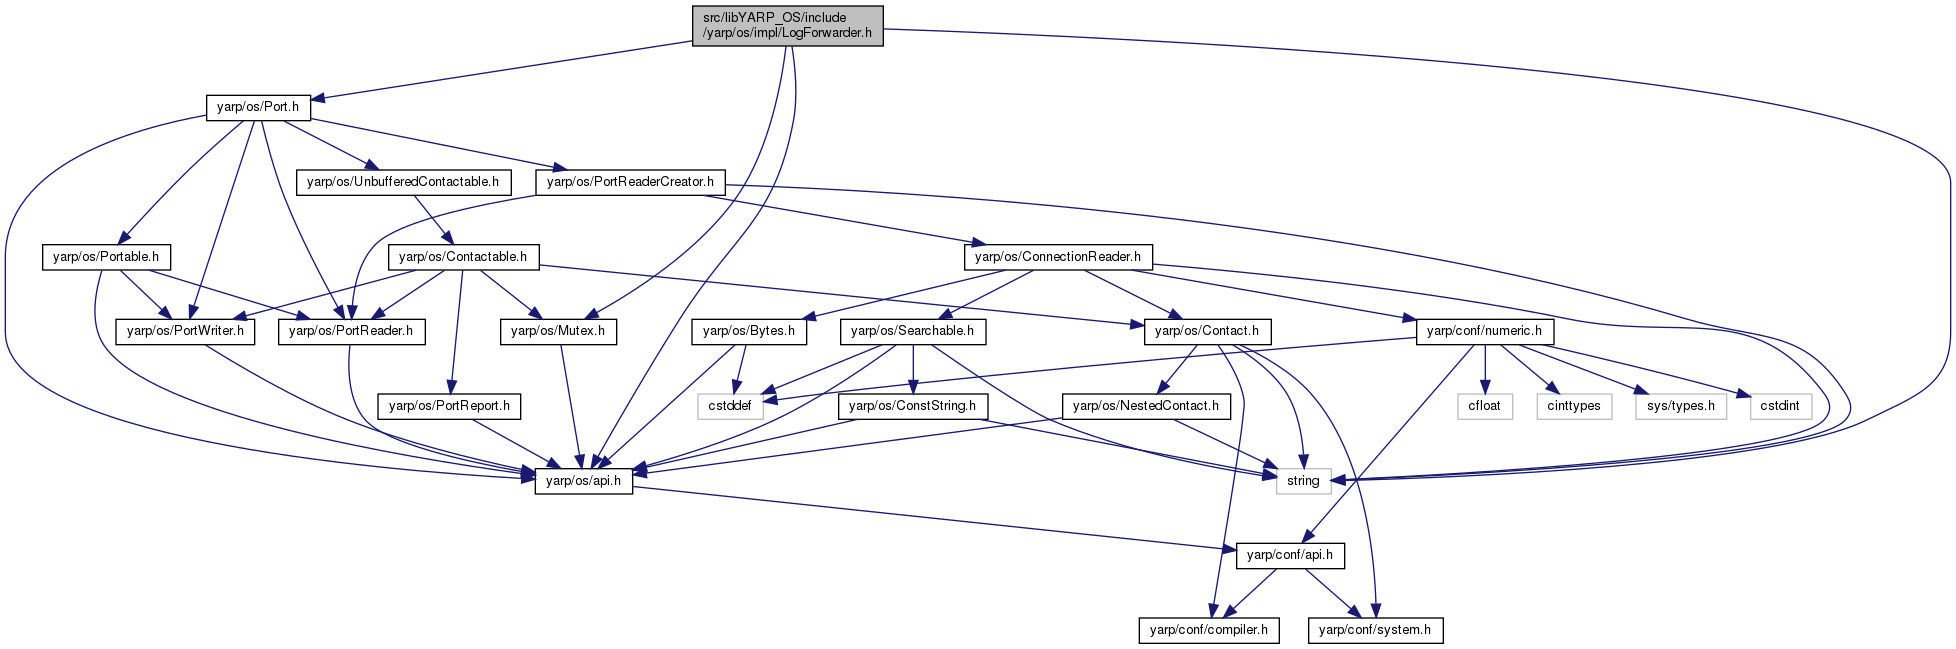 src/libYARP_OS/include
/yarp/os/impl/LogForwarder.h
yarp/os/Port.h
yarp/os/UnbufferedContactable.h
yarp/os/PortReaderCreator.h
yarp/os/Portable.h
yarp/os/Contactable.h
yarp/os/ConnectionReader.h
yarp/os/PortWriter.h
yarp/os/PortReader.h
yarp/os/Mutex.h
yarp/os/Bytes.h
yarp/os/Searchable.h
yarp/os/Contact.h
yarp/conf/numeric.h
yarp/os/PortReport.h
cstddef
yarp/os/ConstString.h
yarp/os/NestedContact.h
cfloat
cinttypes
sys/types.h
cstdint
yarp/os/api.h
string
yarp/conf/api.h
yarp/conf/compiler.h
yarp/conf/system.h